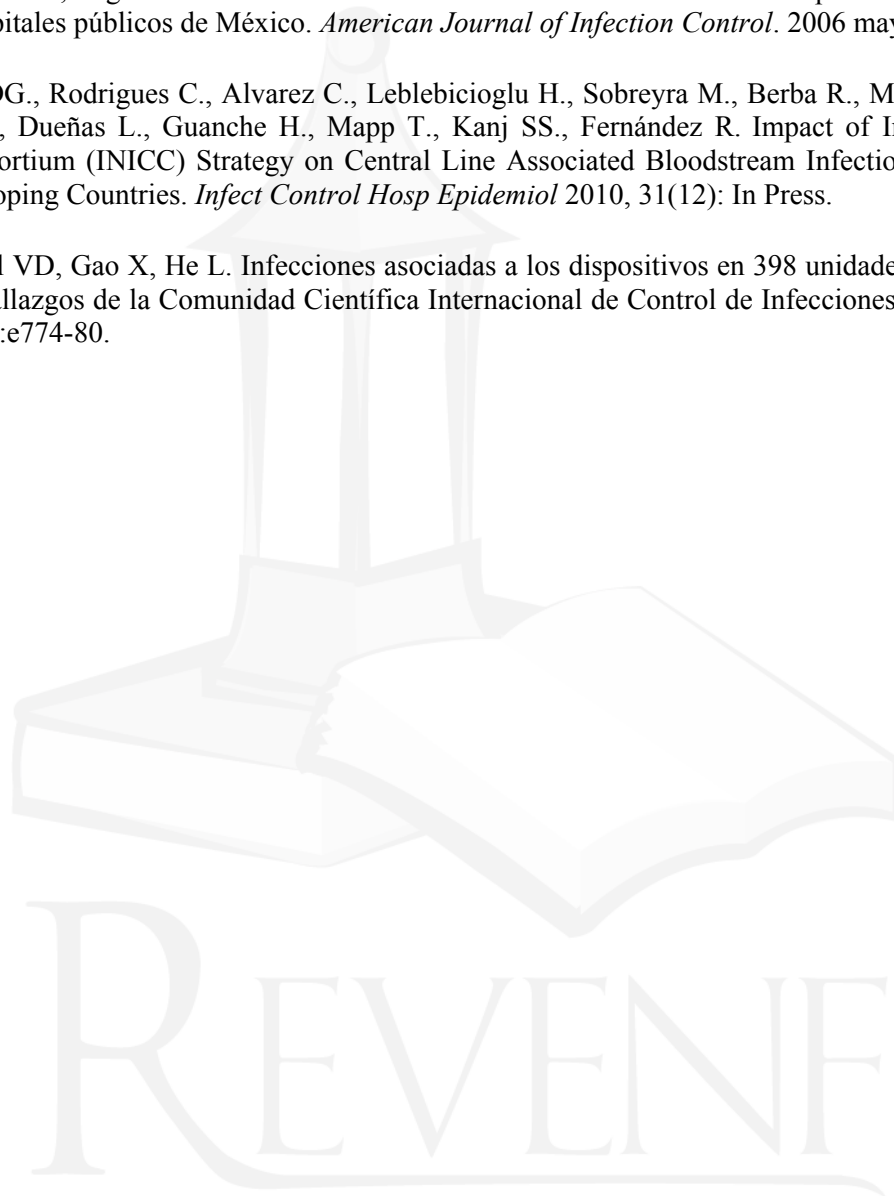 pitales públicos de México. American Journal of Infection Control. 2006 may
G., Rodrigues C., Alvarez C., Leblebicioglu H., Sobreyra M., Berba R., M
, Dueñas L., Guanche H., Mapp T., Kanj SS., Fernández R. Impact of I
ortium (INICC) Strategy on Central Line Associated Bloodstream Infectio
oping Countries. Infect Control Hosp Epidemiol 2010, 31(12): In Press.
l VD, Gao X, He L. Infecciones asociadas a los dispositivos en 398 unidade
allazgos de la Comunidad Científica Internacional de Control de Infecciones
:e774-80.
REVENF